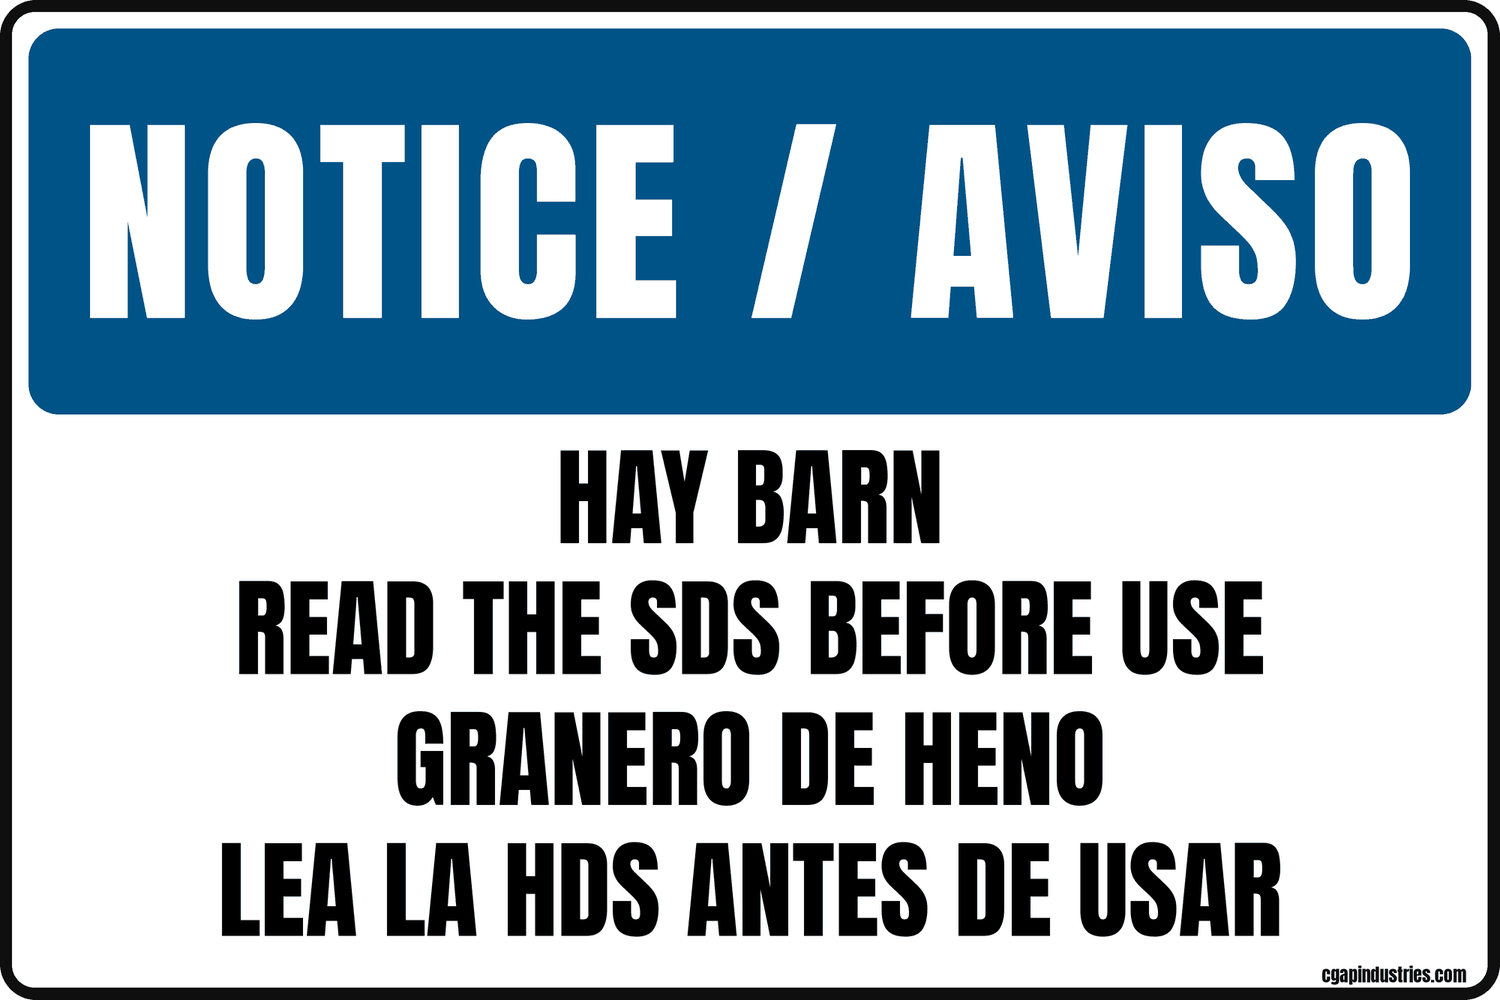 NOTICE / AVISO
HAY BARN
READ THE SDS BEFORE USE
GRANERO DE HENO
LEA LA HDS ANTES DE USAR
cgapindustries.com